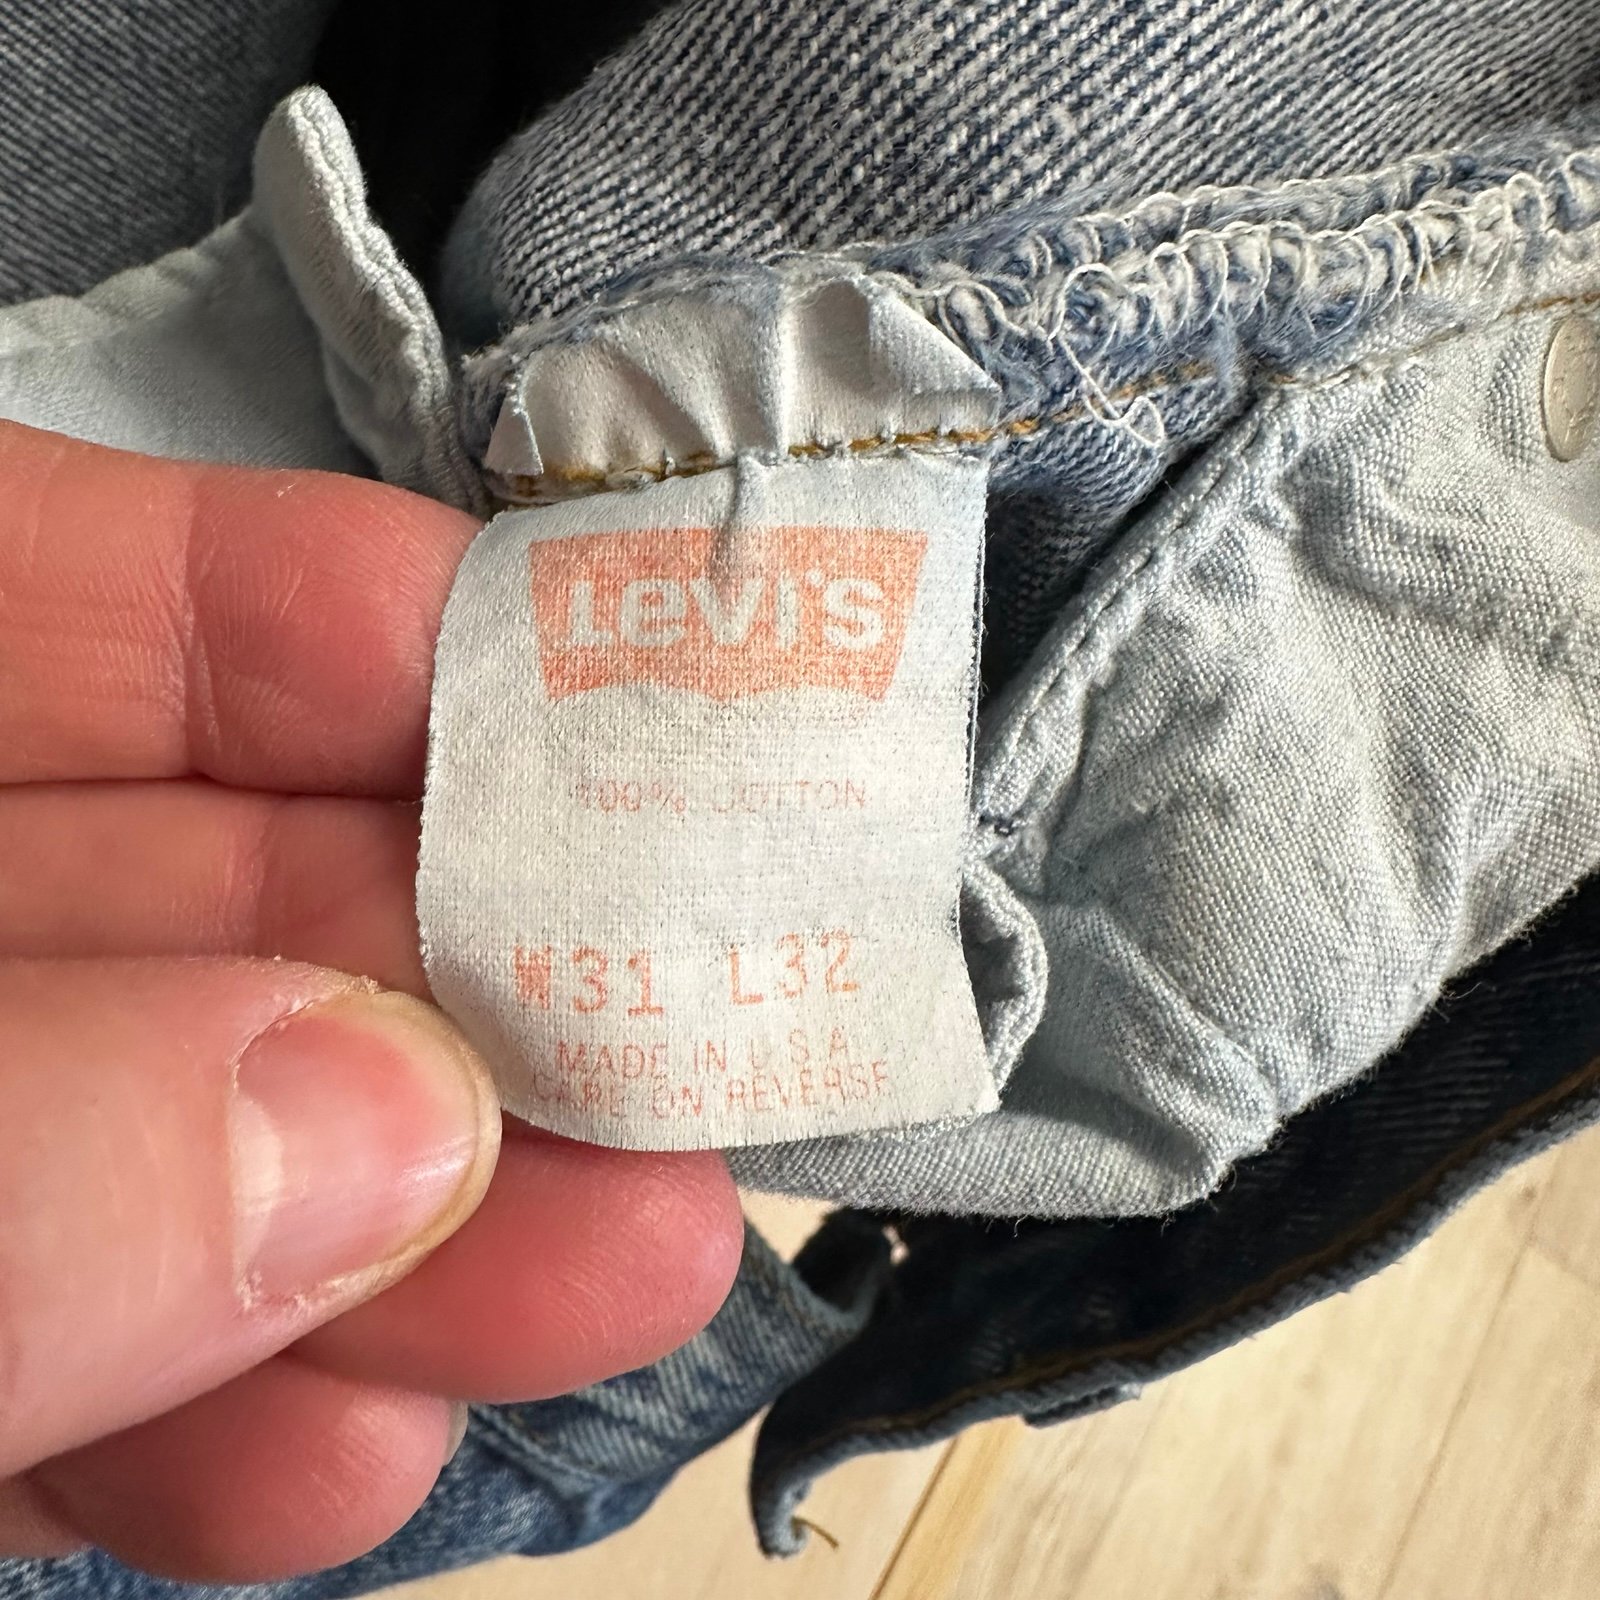 Levi's
100% COTTON
W31 L32
MADE IN U.S.A.
CARE ON REVERSE